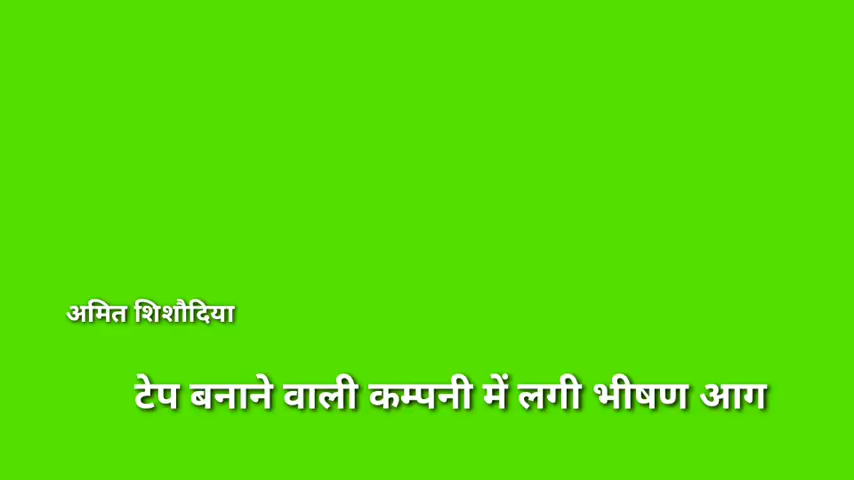 अमित शिशौदिया
टेप बनाने वाली कम्पनी में लगी भीषण आग